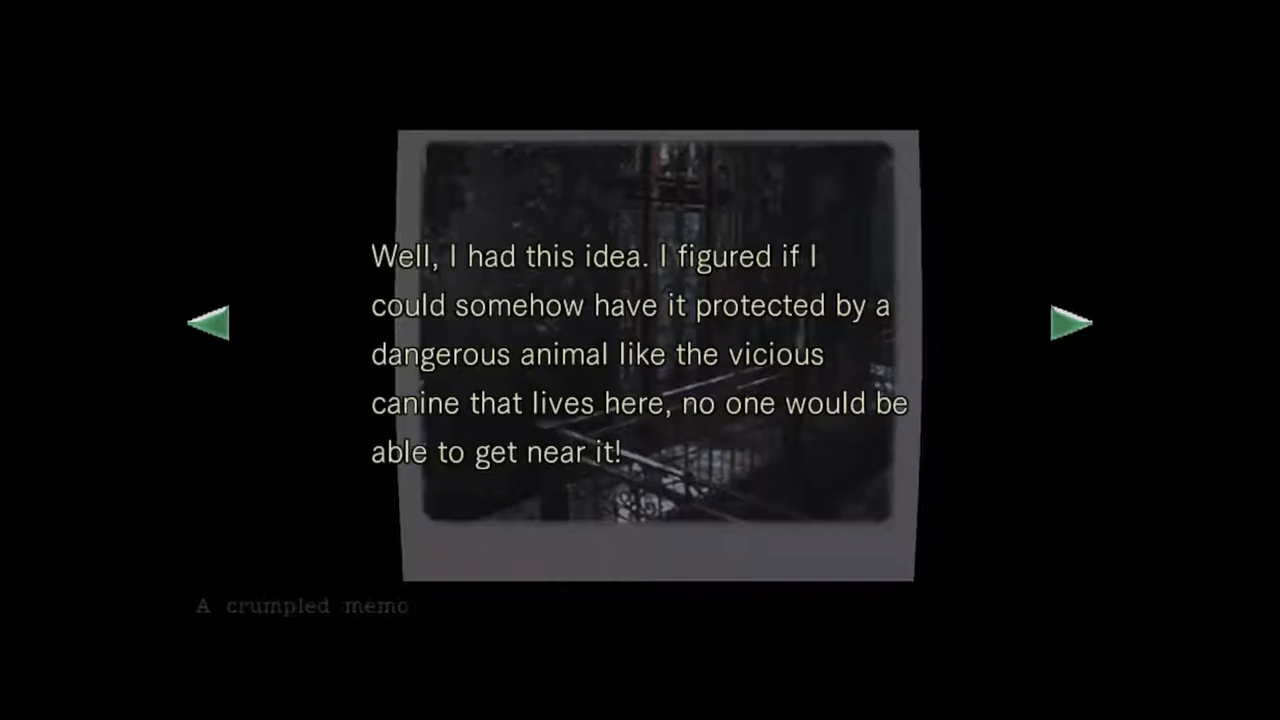 Well, I had this idea. I figured if I
could somehow have it protected by a
dangerous animal like the vicious
canine that lives here, no one would be
able to get near it!
A crumpled memo